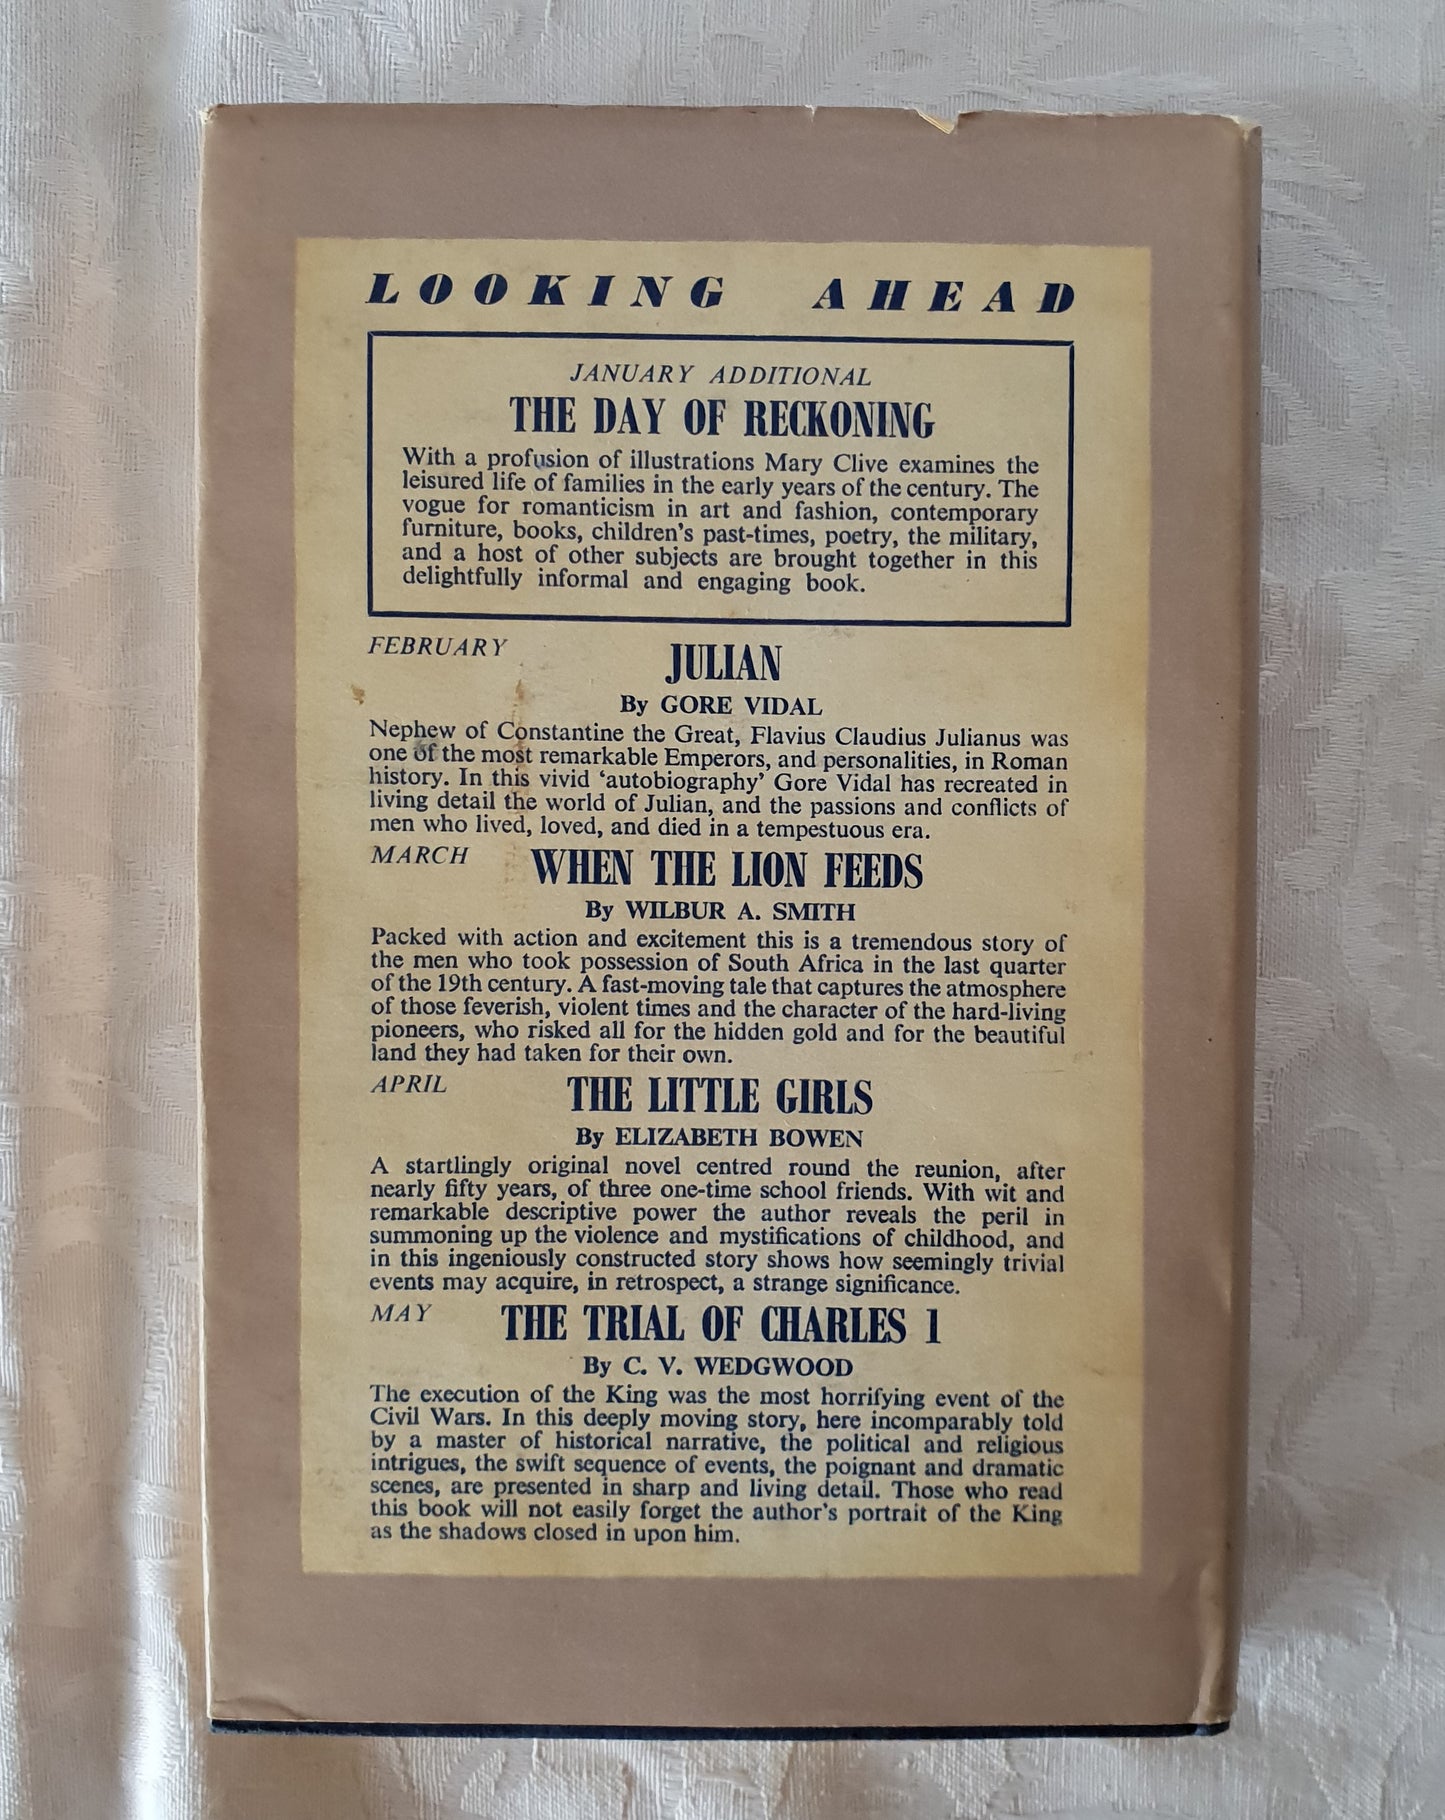 LOOKING AHEAD
JANUARY ADDITIONAL
THE DAY OF RECKONING
With a profusion of illustrations Mary Clive examines the
leisured life of families in the early years of the century. The
vogue for romanticism in art and fashion, contemporary
furniture, books, children's past-times, poetry, the military,
and a host of other subjects are brought together in this
delightfully informal and engaging book.
FEBRUARY
JULIAN
By GORE VIDAL
Nephew of Constantine the Great, Flavius Claudius Julianus was
one of the most remarkable Emperors, and personalities, in Roman
history. In this vivid ‘autobiography’ Gore Vidal has recreated in
living detail the world of Julian, and the passions and conflicts of
men who lived, loved, and died in a tempestuous era.
MARCH
WHEN THE LION FEEDS
By WILBUR A. SMITH
Packed with action and excitement this is a tremendous story of
the men who took possession of South Africa in the last quarter
of the 19th century. A fast-moving tale that captures the atmosphere
of those feverish, violent times and the character of the hard-living
pioneers, who risked all for the hidden gold and for the beautiful
land they had taken for their own.
APRIL
THE LITTLE GIRLS
By ELIZABETH BOWEN
A startlingly original novel centred round the reunion, after
nearly fifty years, of three one-time school friends. With wit and
remarkable descriptive power the author reveals the peril in
summoning up the violence and mystifications of childhood, and
in this ingeniously constructed story shows how seemingly trivial
events may acquire, in retrospect, a strange significance.
MAY
THE TRIAL OF CHARLES 1
By C. V. WEDGWOOD
The execution of the King was the most horrifying event of the
Civil Wars. In this deeply moving story, here incomparably told
by a master of historical narrative, the political and religious
intrigues, the swift sequence of events, the poignant and dramatic
scenes, are presented in sharp and living detail. Those who read
this book will not easily forget the author's portrait of the King
as the shadows closed in upon him.